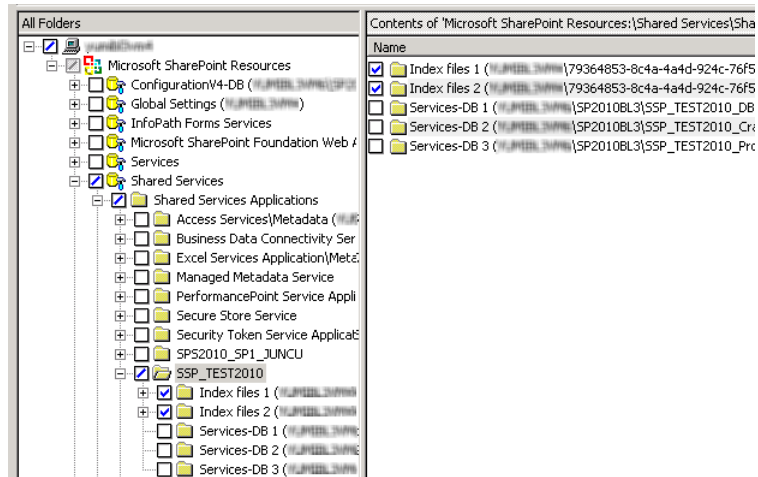 All Folders
Microsoft SharePoint Resources
ConfigurationV4-DB (
Global Settings (
InfoPath Forms Services
Microsoft SharePoint Foundation Web
Services
Shared Services
Shared Services Applications
Access Services\Metadata (
Business Data Connectivity Ser
Excel Services Application\Meta
Managed Metadata Service
PerformancePoint Service Appli
Secure Store Service
Security Token Service Applicat
SPS2010_SP1_JUNCU
SSP_TEST2010
Index files 1 (
Index files 2 (
Services-DB 1 (
Services-DB 2 (
Services-DB 3 (
Contents of 'Microsoft SharePoint Resources:\Shared Services\Sha
Name
Index files 1 ( \79364853-8c4a-4a4d-924c-76f5
Index files 2 ( \79364853-8c4a-4a4d-924c-76f5
Services-DB 1 ( \SP2010BL3\SSP_TEST2010_DB
Services-DB 2 ( \SP2010BL3\SSP_TEST2010_Cra
Services-DB 3 ( \SP2010BL3\SSP_TEST2010_Pro